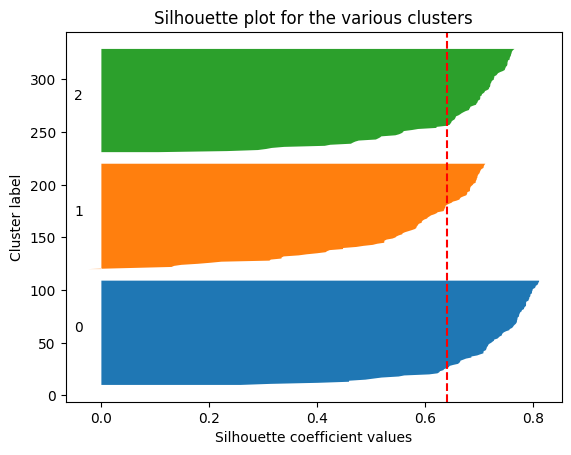 Silhouette plot for the various clusters
Cluster label
300
250
200
150
100
50
0
2
1
0
0.0 0.2 0.4 0.6 0.8
Silhouette coefficient values